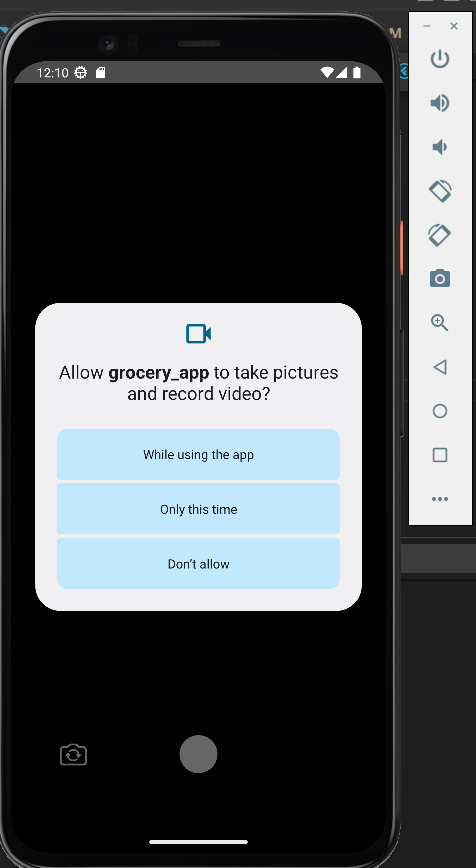 M
12:10
Allow grocery_app to take pictures
and record video?
While using the app
Only this time
Don’t allow